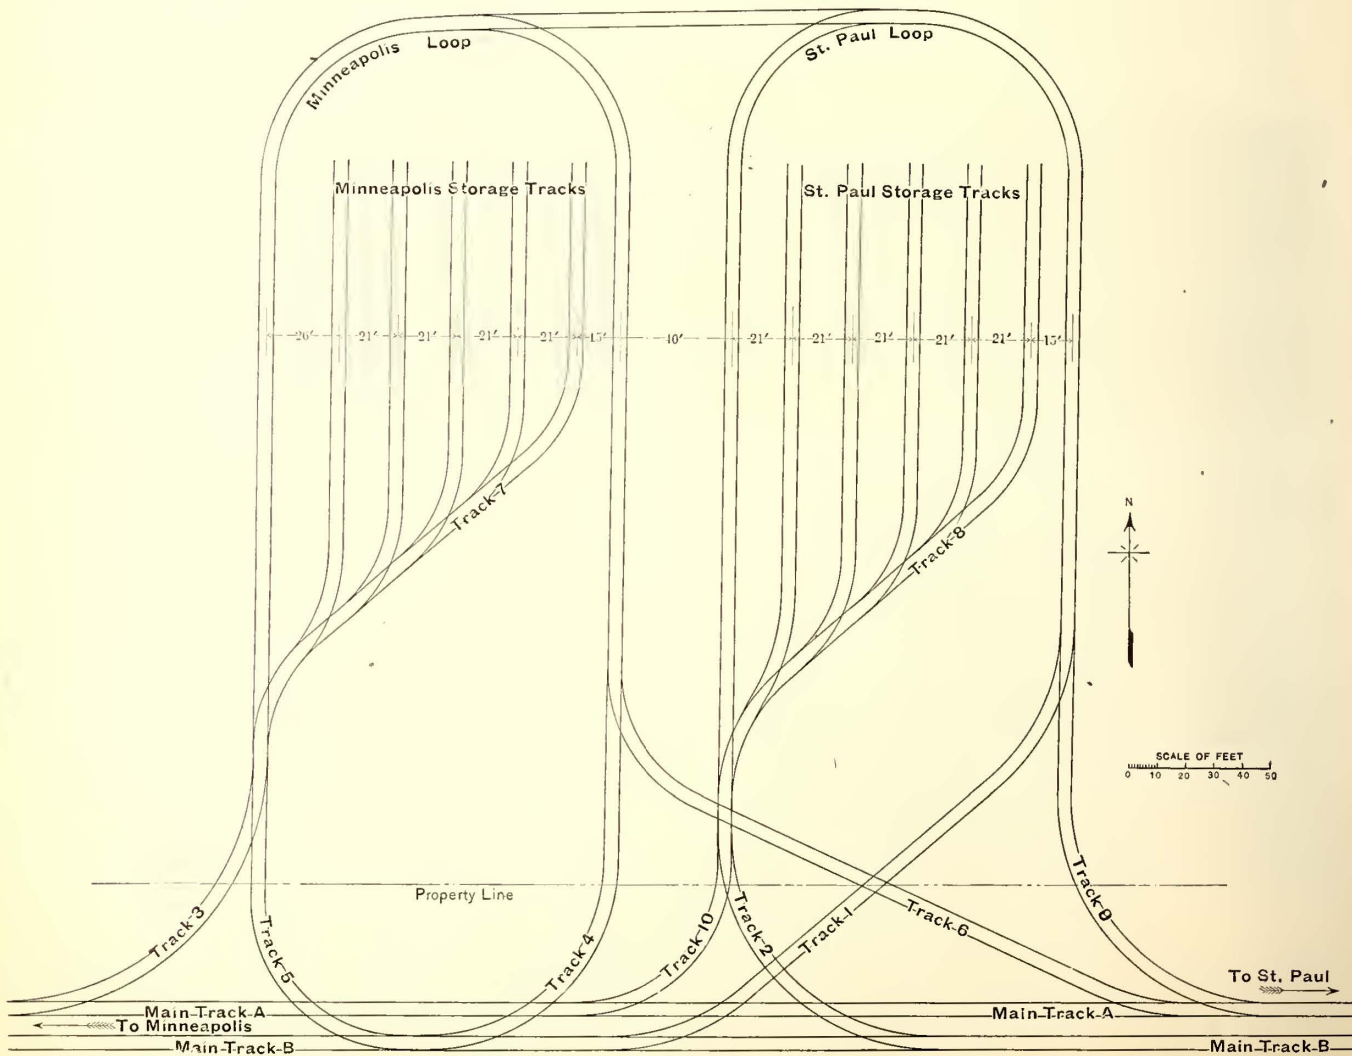 Minneapolis Loop
St. Paul Loop
Minneapolis Storage Tracks
St. Paul Storage Tracks
26' 21' 21' 21' 21' 15' 40' 21' 21' 21' 21' 21' 15'
Track-7
Track-8
N
SCALE OF FEET
0 10 20 30 40 50
Property Line
Track-3
Track-5
Track-4
Track-10
Track-2
Track-1
Track-6
Track-9
To St. Paul
Main-Track-A
Main-Track-A
To Minneapolis
Main-Track-B
Main-Track-B